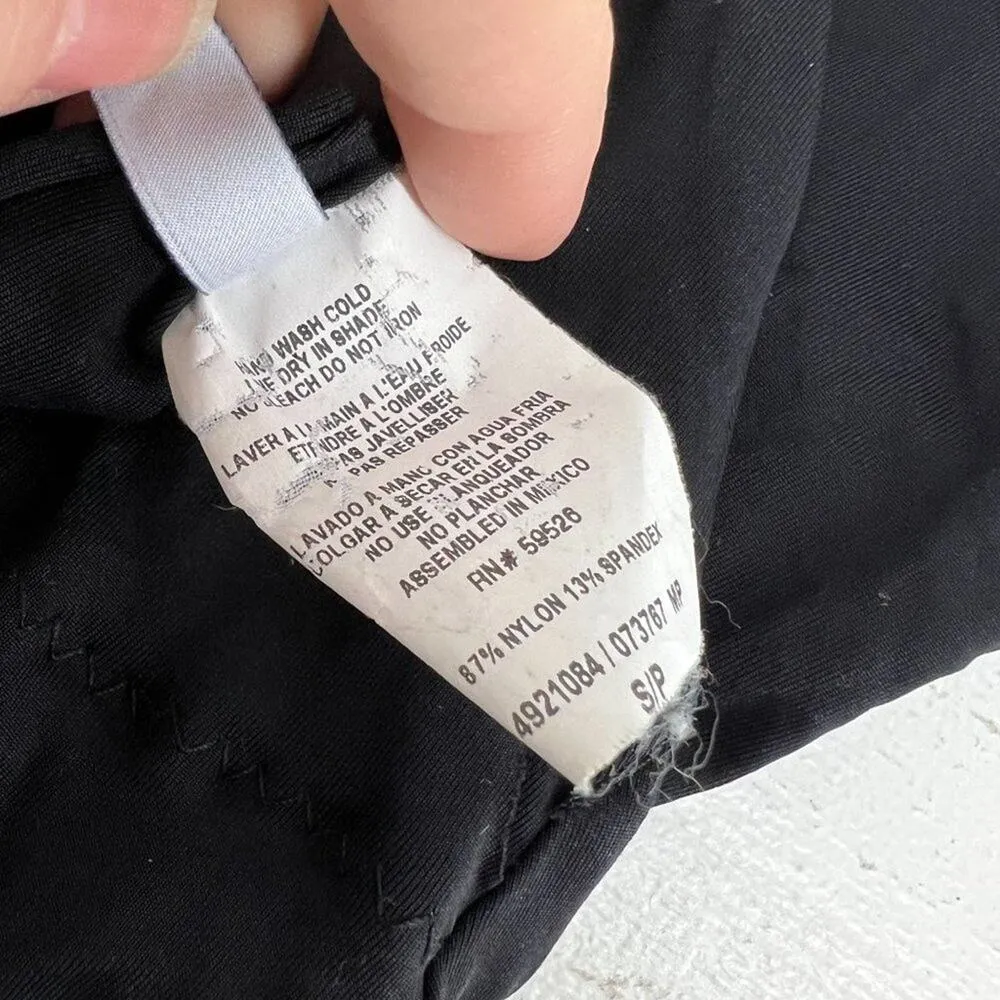 WASH COLD
DRY IN SHADE
DO NOT IRON
LAVER A LA MAIN A L'EAU FROIDE
ETENDRE A L'OMBRE
PAS JAVELLISER
PAS REPASSER
LAVADO A MANO CON AGUA FRIA
COLGAR A SECAR EN LA SOMBRA
NO USE BLANQUEADOR
NO PLANCHAR
ASSEMBLED IN MEXICO
RN# 59526
87% NYLON 13% SPANDEX
4921084 / 073767 MP
S/P